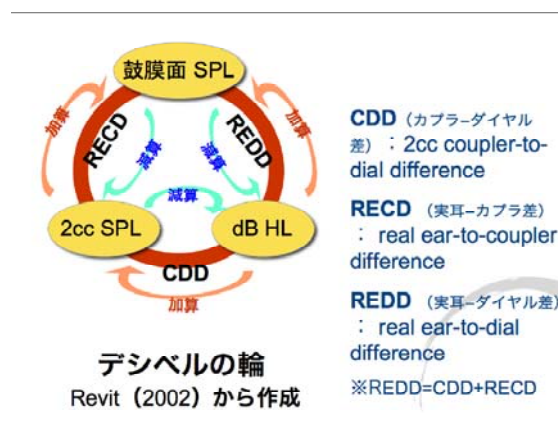 鼓膜面 SPL
加算
加算
RECD
REDD
減算
減算
減算
2cc SPL
dB HL
CDD
加算
デシベルの輪
Revit（2002）から作成
CDD（カプラ–ダイヤル
差）：2cc coupler-to-
dial difference
RECD （実耳–カプラ差）
： real ear-to-coupler
difference
REDD （実耳–ダイヤル差）
： real ear-to-dial
difference
※REDD=CDD+RECD